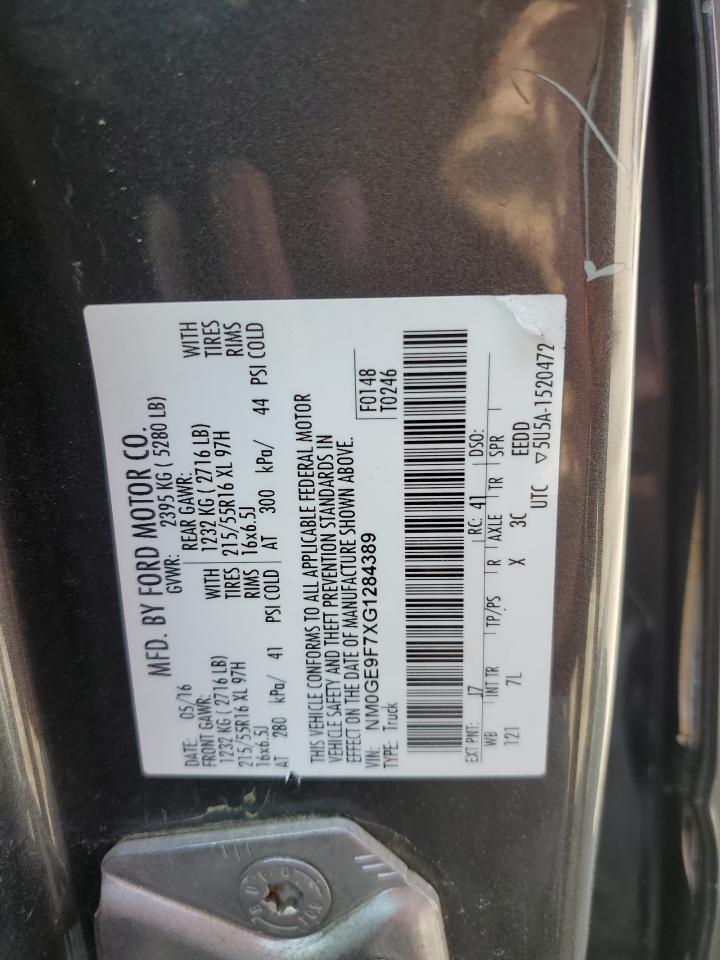 MFD. BY FORD MOTOR CO.
DATE: 05/16 GVWR: 2395 KG ( 5280 LB)
FRONT GAWR: REAR GAWR:
1232 KG ( 2716 LB) WITH 1232 KG ( 2716 LB) WITH
215/55R16 XL 97H TIRES 215/55R16 XL 97H TIRES
16x6.5J RIMS 16x6.5J RIMS
AT 280 kPa/ 41 PSI COLD AT 300 kPa/ 44 PSI COLD
THIS VEHICLE CONFORMS TO ALL APPLICABLE FEDERAL MOTOR
VEHICLE SAFETY AND THEFT PREVENTION STANDARDS IN
EFFECT ON THE DATE OF MANUFACTURE SHOWN ABOVE.
VIN: NM0GE9F7XG1284389 F0148
TYPE: Truck T0246
EXT PNT: J7 RC: 41 DSO:
WB INT TR TP/PS R AXLE TR SPR
121 7L X 3C EEDD
UTC ▽5U5A-1520472